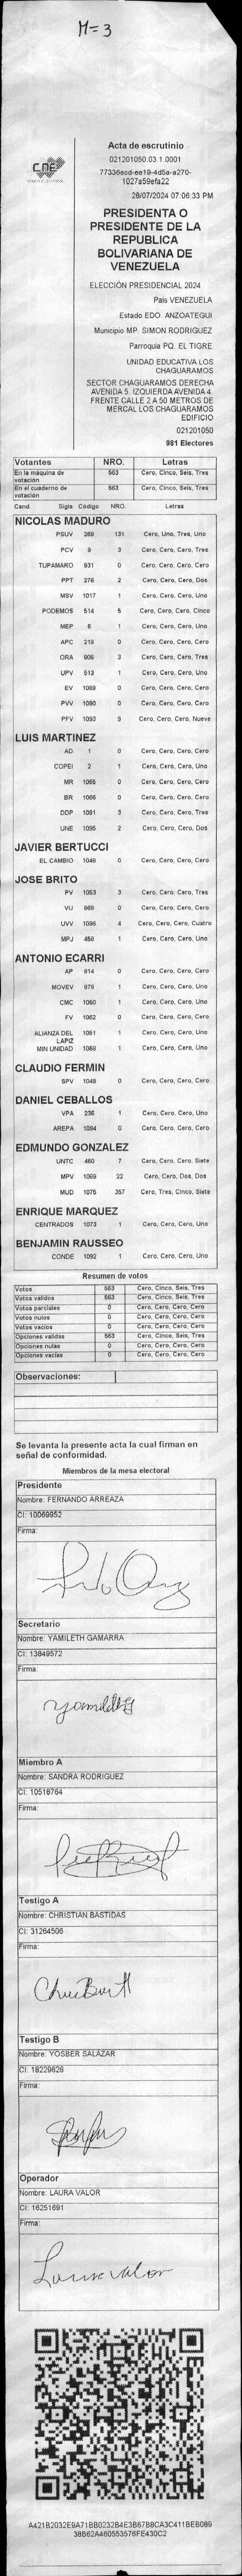 M=3
CNE
Acta de escrutinio
021201050.03.1.0001
77336ecd-ee19-4d5a-a270-
1027a59efa22
28/07/2024 07:06:33 PM
PRESIDENTA O
PRESIDENTE DE LA
REPUBLICA
BOLIVARIANA DE
VENEZUELA
ELECCIÓN PRESIDENCIAL 2024
País VENEZUELA
Estado EDO. ANZOATEGUI
Municipio MP. SIMON RODRIGUEZ
Parroquia PQ. EL TIGRE
UNIDAD EDUCATIVA LOS
CHAGUARAMOS
SECTOR CHAGUARAMOS DERECHA
AVENIDA 5. IZQUIERDA AVENIDA 4.
FRENTE CALLE 2 A 50 METROS DE
MERCAL LOS CHAGUARAMOS
EDIFICIO
021201050
981 Electores
Votantes NRO. Letras
En la máquina de votación 563 Cero, Cinco, Seis, Tres
En el cuaderno de votación 563 Cero, Cinco, Seis, Tres
Cand. Sigla Código NRO. Letras
NICOLAS MADURO
PSUV 269 131 Cero, Uno, Tres, Uno
PCV 9 3 Cero, Cero, Cero, Tres
TUPAMARO 931 0 Cero, Cero, Cero, Cero
PPT 276 2 Cero, Cero, Cero, Dos
MSV 1017 1 Cero, Cero, Cero, Uno
PODEMOS 514 5 Cero, Cero, Cero, Cinco
MEP 6 1 Cero, Cero, Cero, Uno
APC 219 0 Cero, Cero, Cero, Cero
ORA 906 3 Cero, Cero, Cero, Tres
UPV 513 1 Cero, Cero, Cero, Uno
EV 1089 0 Cero, Cero, Cero, Cero
PVV 1090 0 Cero, Cero, Cero, Cero
PFV 1093 9 Cero, Cero, Cero, Nueve
LUIS MARTINEZ
AD 1 0 Cero, Cero, Cero, Cero
COPEI 2 1 Cero, Cero, Cero, Uno
MR 1065 0 Cero, Cero, Cero, Cero
BR 1086 0 Cero, Cero, Cero, Cero
DDP 1091 3 Cero, Cero, Cero, Tres
UNE 1095 2 Cero, Cero, Cero, Dos
JAVIER BERTUCCI
EL CAMBIO 1048 0 Cero, Cero, Cero, Cero
JOSE BRITO
PV 1053 3 Cero, Cero, Cero, Tres
VU 868 0 Cero, Cero, Cero, Cero
UVV 1096 4 Cero, Cero, Cero, Cuatro
MPJ 458 1 Cero, Cero, Cero, Uno
ANTONIO ECARRI
AP 814 0 Cero, Cero, Cero, Cero
MOVEV 978 1 Cero, Cero, Cero, Uno
CMC 1050 1 Cero, Cero, Cero, Uno
FV 1062 0 Cero, Cero, Cero, Cero
ALIANZA DEL LAPIZ 1051 1 Cero, Cero, Cero, Uno
MIN UNIDAD 1068 1 Cero, Cero, Cero, Uno
CLAUDIO FERMIN
SPV 1049 0 Cero, Cero, Cero, Cero
DANIEL CEBALLOS
VPA 236 1 Cero, Cero, Cero, Uno
AREPA 1094 0 Cero, Cero, Cero, Cero
EDMUNDO GONZALEZ
UNTC 460 7 Cero, Cero, Cero, Siete
MPV 1069 22 Cero, Cero, Dos, Dos
MUD 1075 357 Cero, Tres, Cinco, Siete
ENRIQUE MARQUEZ
CENTRADOS 1073 1 Cero, Cero, Cero, Uno
BENJAMIN RAUSSEO
CONDE 1092 1 Cero, Cero, Cero, Uno
Resumen de votos
Votos 563 Cero, Cinco, Seis, Tres
Votos validos 563 Cero, Cinco, Seis, Tres
Votos parciales 0 Cero, Cero, Cero, Cero
Votos nulos 0 Cero, Cero, Cero, Cero
Votos vacios 0 Cero, Cero, Cero, Cero
Opciones validas 563 Cero, Cinco, Seis, Tres
Opciones nulas 0 Cero, Cero, Cero, Cero
Opciones vacias 0 Cero, Cero, Cero, Cero
Observaciones:
Se levanta la presente acta la cual firman en
señal de conformidad.
Miembros de la mesa electoral
Presidente
Nombre: FERNANDO ARREAZA
CI: 10069952
Firma:
Secretario
Nombre: YAMILETH GAMARRA
CI: 13849572
Firma:
Miembro A
Nombre: SANDRA RODRIGUEZ
CI: 10518764
Firma:
Testigo A
Nombre: CHRISTIAN BASTIDAS
CI: 31264506
Firma:
Testigo B
Nombre: YOSBER SALAZAR
CI: 18229626
Firma:
Operador
Nombre: LAURA VALOR
CI: 16251691
Firma:
Laura Valor
A421B2032E9A71BB0232B4E3B67B8CA3C411BEB089
38B62A460553576FE430C2